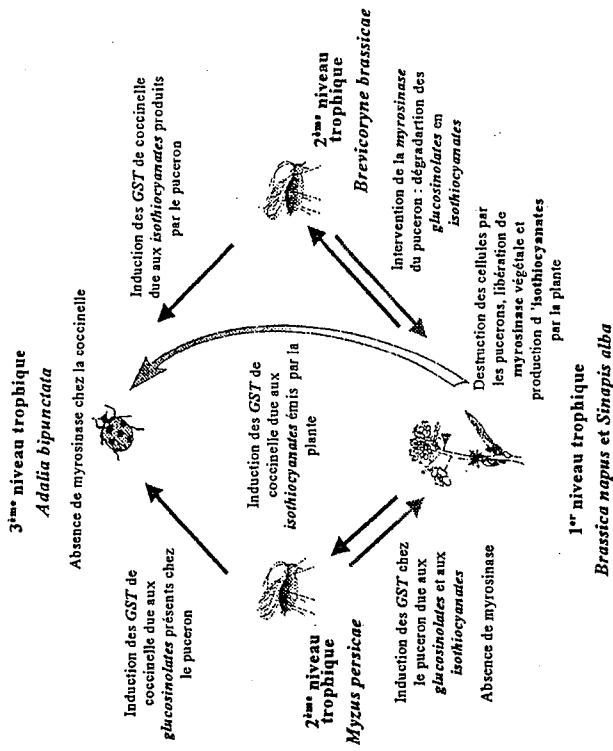 3ème niveau trophique
Adalia bipunctata
Absence de myrosinase chez la coccinelle
Induction des GST de
coccinelle due aux
glucosinolates présents chez
le puceron
Induction des GST de coccinelle
due aux isothiocyanates produits
par le puceron
Induction des GST de
coccinelle due aux
isothiocyanates émis par la
plante
2ème niveau
trophique
Myzus persicae
2ème niveau
trophique
Brevicoryne brassicae
Induction des GST chez
le puceron due aux
glucosinolates et aux
isothiocyanates
Absence de myrosinase
Intervention de la myrosinase
du puceron : dégradartion des
glucosinolates en
isothiocyanates
Destruction des cellules par
les pucerons, libération de
myrosinase végétale et
production d 'isothiocyanates
par la plante
1er niveau trophique
Brassica napus et Sinapis alba